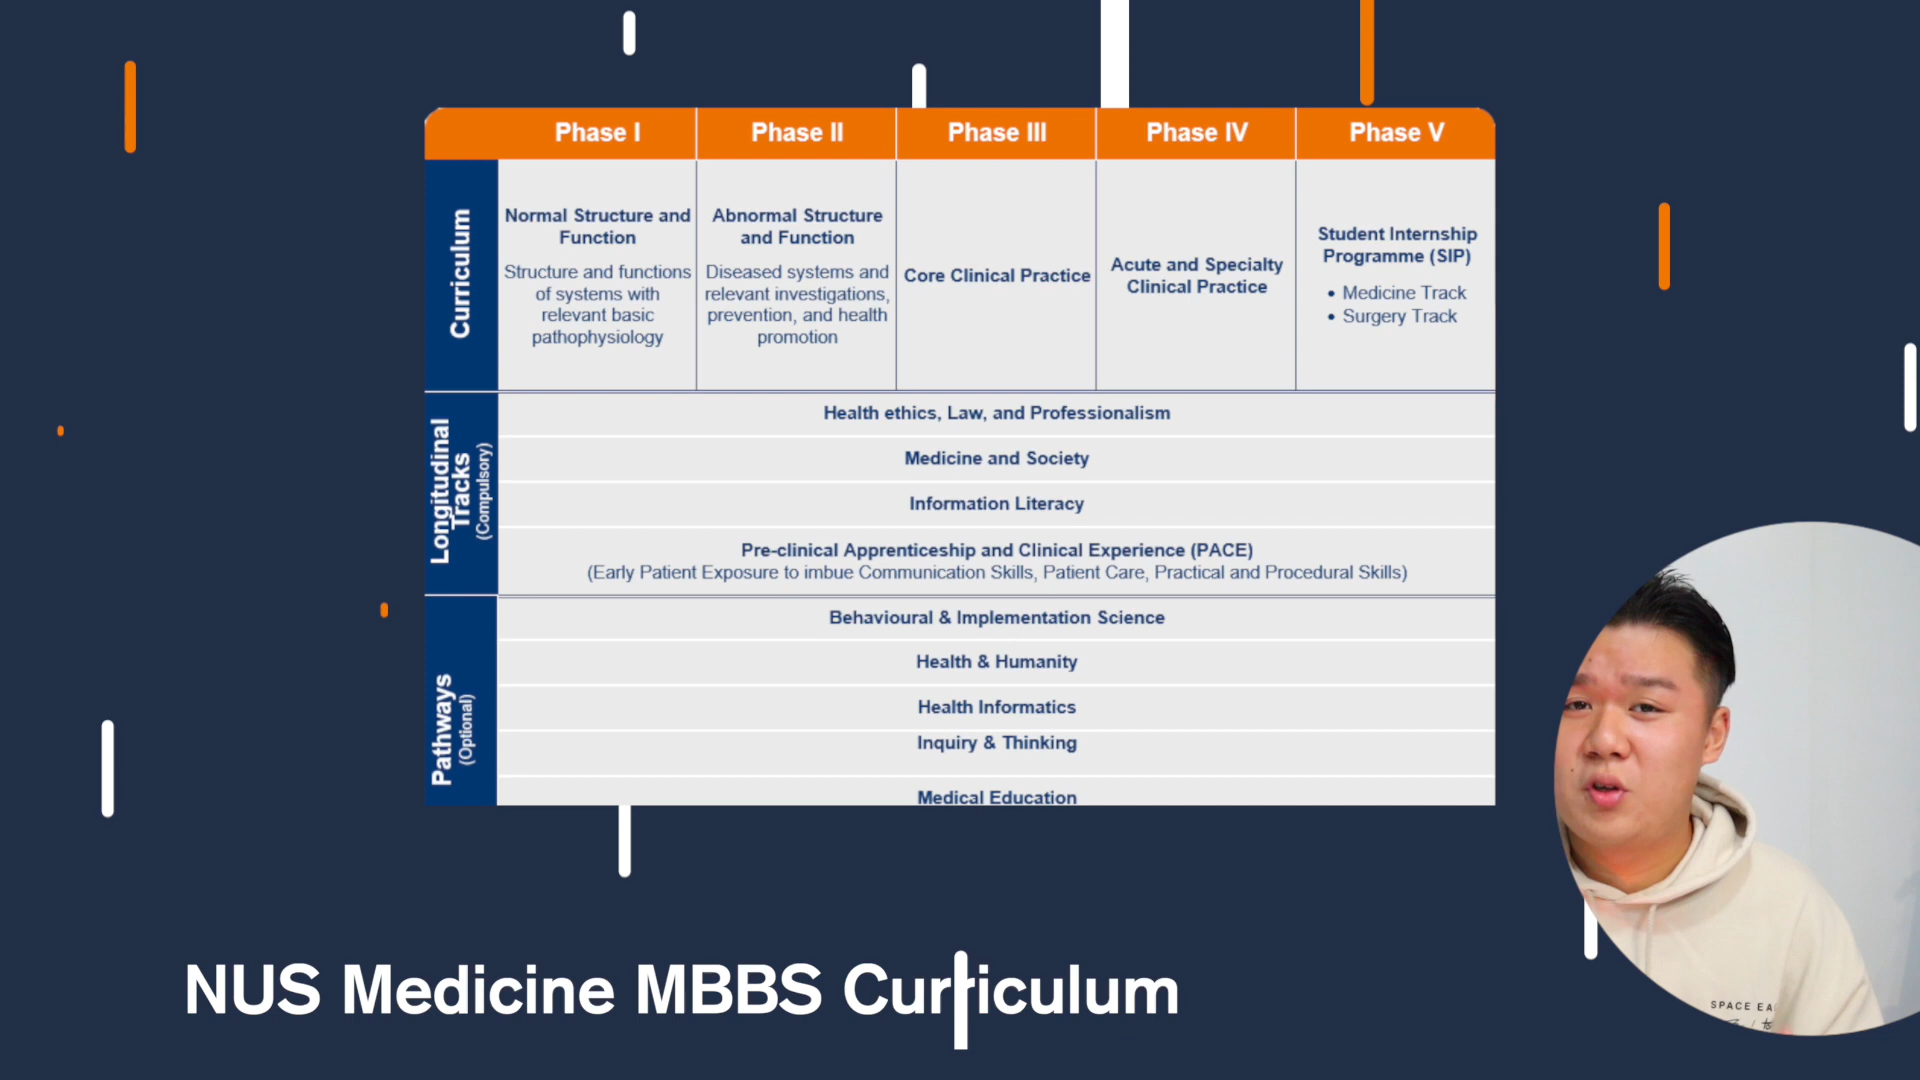 Phase I
Phase II
Phase III
Phase IV
Phase V
Curriculum
Normal Structure and
Function
Structure and functions
of systems with
relevant basic
pathophysiology
Abnormal Structure
and Function
Diseased systems and
relevant investigations,
prevention, and health
promotion
Core Clinical Practice
Acute and Specialty
Clinical Practice
Student Internship
Programme (SIP)
• Medicine Track
• Surgery Track
Longitudinal
Tracks
(Compulsory)
Health ethics, Law, and Professionalism
Medicine and Society
Information Literacy
Pre-clinical Apprenticeship and Clinical Experience (PACE)
(Early Patient Exposure to imbue Communication Skills, Patient Care, Practical and Procedural Skills)
Pathways
(Optional)
Behavioural & Implementation Science
Health & Humanity
Health Informatics
Inquiry & Thinking
Medical Education
NUS Medicine MBBS Curriculum
SPACE